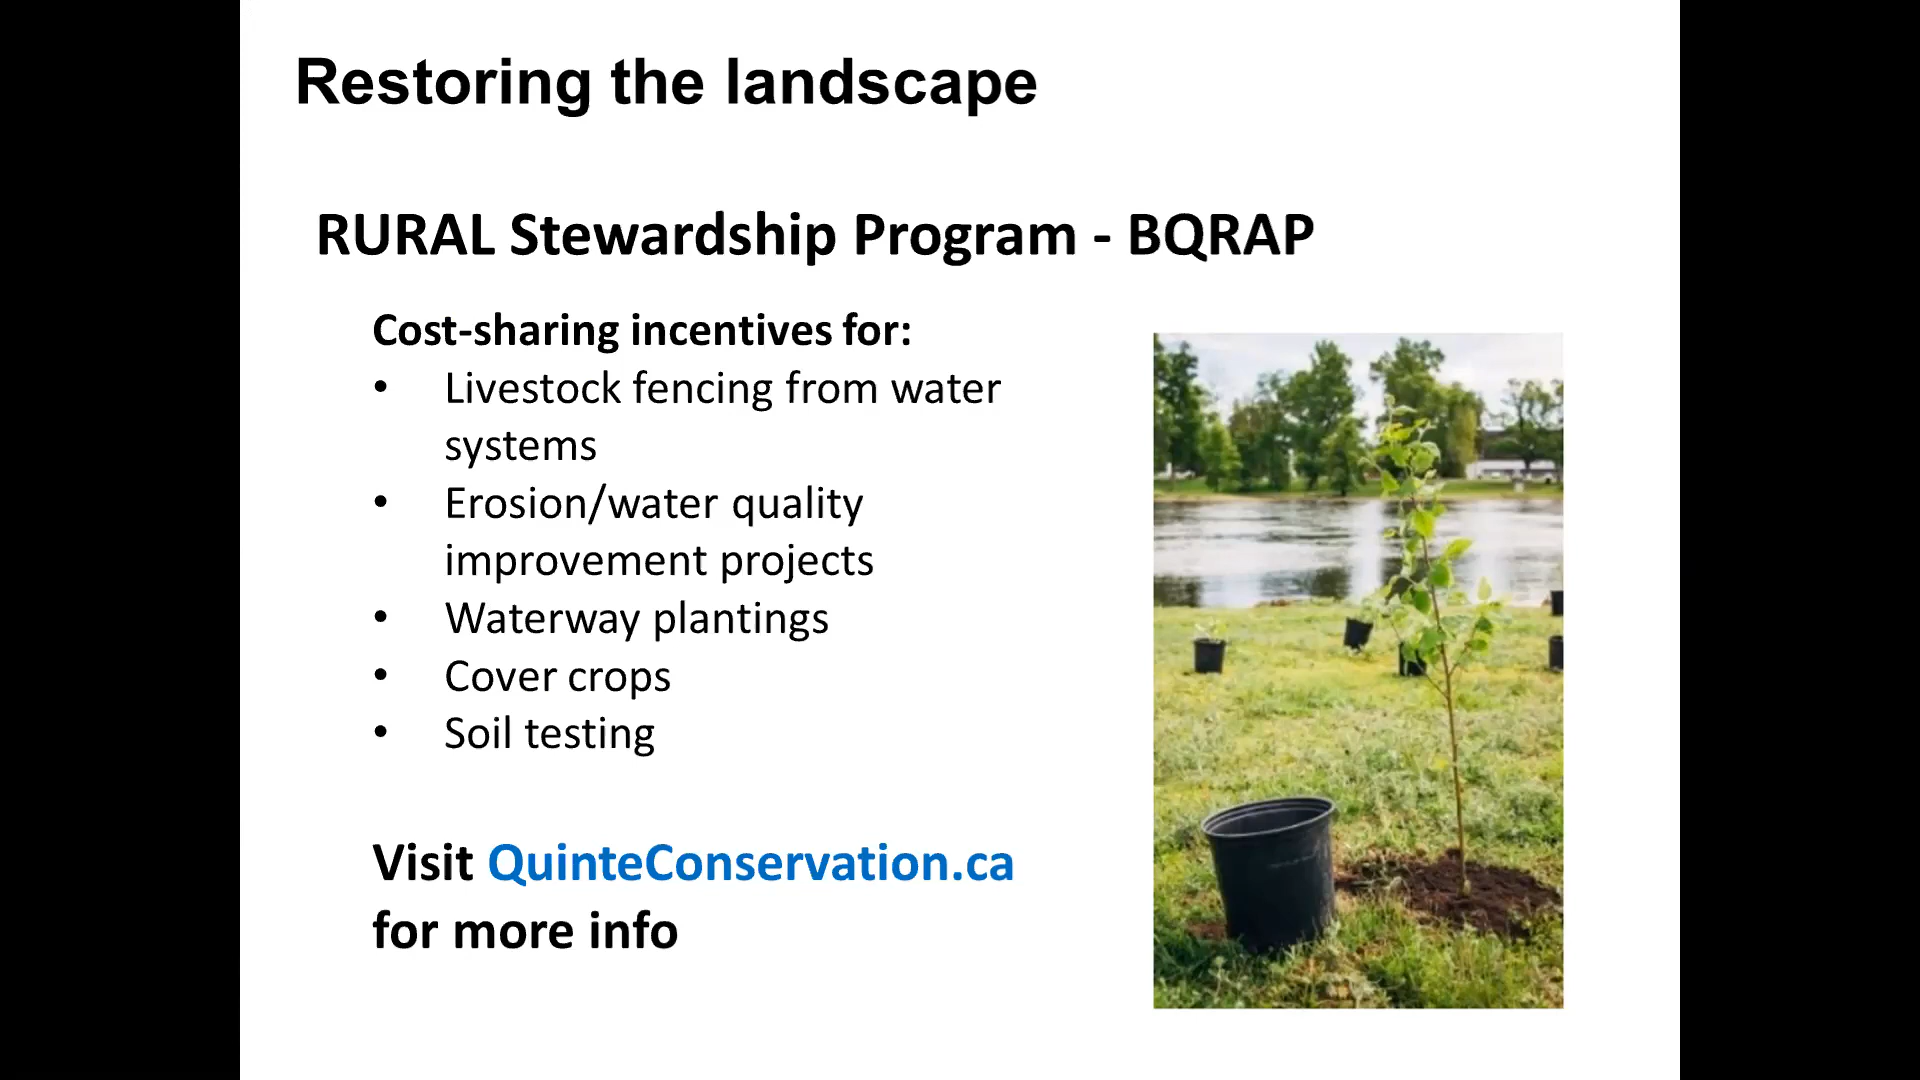 Restoring the landscape
RURAL Stewardship Program - BQRAP
Cost-sharing incentives for:
• Livestock fencing from water
systems
• Erosion/water quality
improvement projects
• Waterway plantings
• Cover crops
• Soil testing
Visit QuinteConservation.ca
for more info